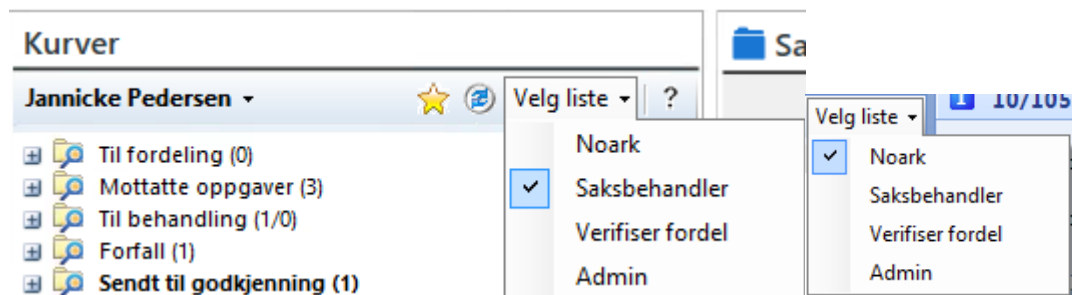 Kurver
Jannicke Pedersen
Velg liste
?
Til fordeling (0)
Mottatte oppgaver (3)
Til behandling (1/0)
Forfall (1)
Sendt til godkjenning (1)
Noark
Saksbehandler
Verifiser fordel
Admin
Sa
10/105
Velg liste
Noark
Saksbehandler
Verifiser fordel
Admin